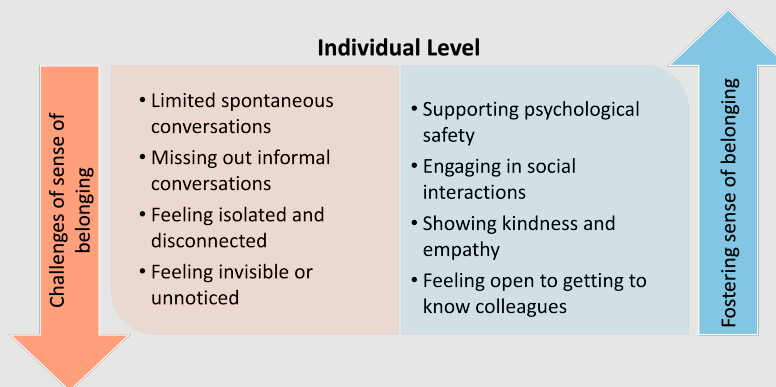 Individual Level
Challenges of sense of
belonging
• Limited spontaneous
conversations
• Missing out informal
conversations
• Feeling isolated and
disconnected
• Feeling invisible or
unnoticed
• Supporting psychological
safety
• Engaging in social
interactions
• Showing kindness and
empathy
• Feeling open to getting to
know colleagues
Fostering sense of belonging